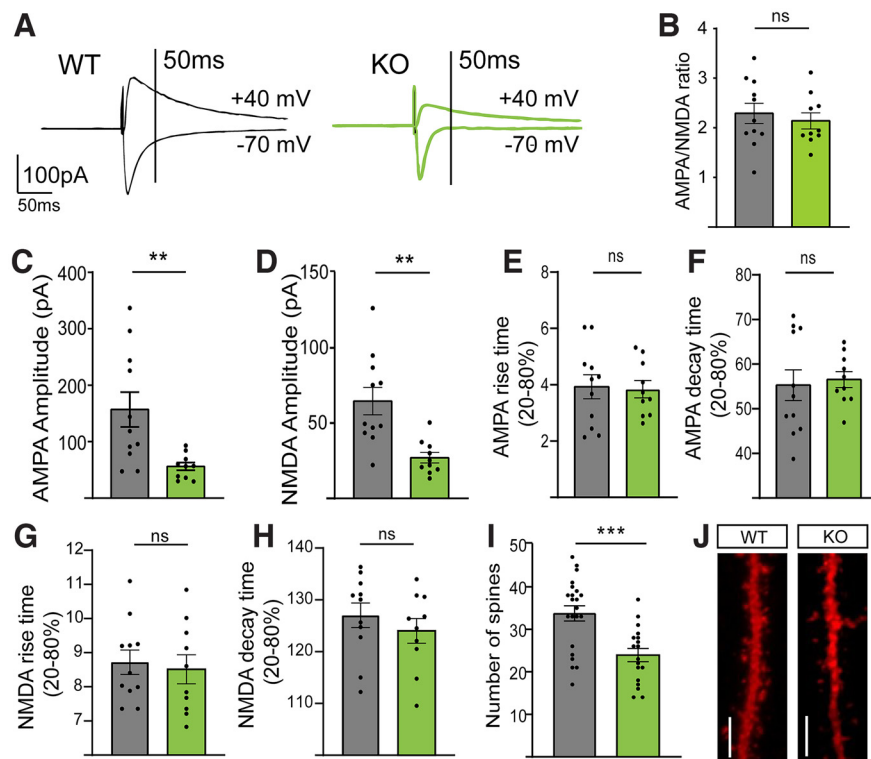 A
WT
50ms
+40 mV
-70 mV
100pA
50ms
KO
50ms
+40 mV
-70 mV
B
ns
AMPA/NMDA ratio
4
3
2
1
C
**
AMPA Amplitude (pA)
400
300
200
100
D
**
NMDA Amplitude (pA)
150
100
50
E
ns
AMPA rise time
(20-80%)
8
6
4
2
F
ns
AMPA decay time
(20-80%)
80
70
60
50
40
G
ns
NMDA rise time
(20-80%)
12
11
10
9
8
7
H
ns
NMDA decay time
(20-80%)
140
130
120
110
I
***
Number of spines
50
40
30
20
10
J
WT
KO